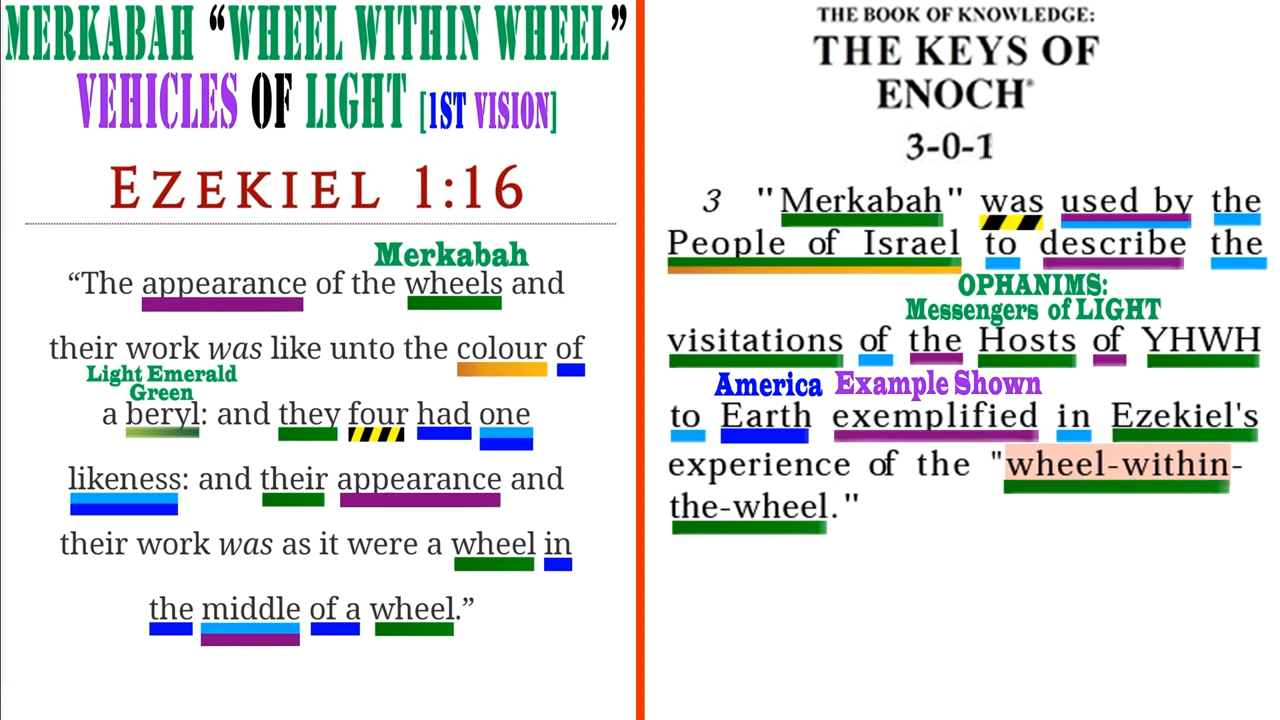 MERKABAH “WHEEL WITHIN WHEEL”
VEHICLES OF LIGHT [1ST VISION]
EZEKIEL 1:16
Merkabah
“The appearance of the wheels and
their work was like unto the colour of
Light Emerald
Green
a beryl: and they four had one
likeness: and their appearance and
their work was as it were a wheel in
the middle of a wheel.”
THE BOOK OF KNOWLEDGE:
THE KEYS OF
ENOCH®
3-0-1
3 "Merkabah" was used by the
People of Israel to describe the
OPHANIMS:
Messengers of LIGHT
visitations of the Hosts of YHWH
America Example Shown
to Earth exemplified in Ezekiel's
experience of the "wheel-within-
the-wheel."